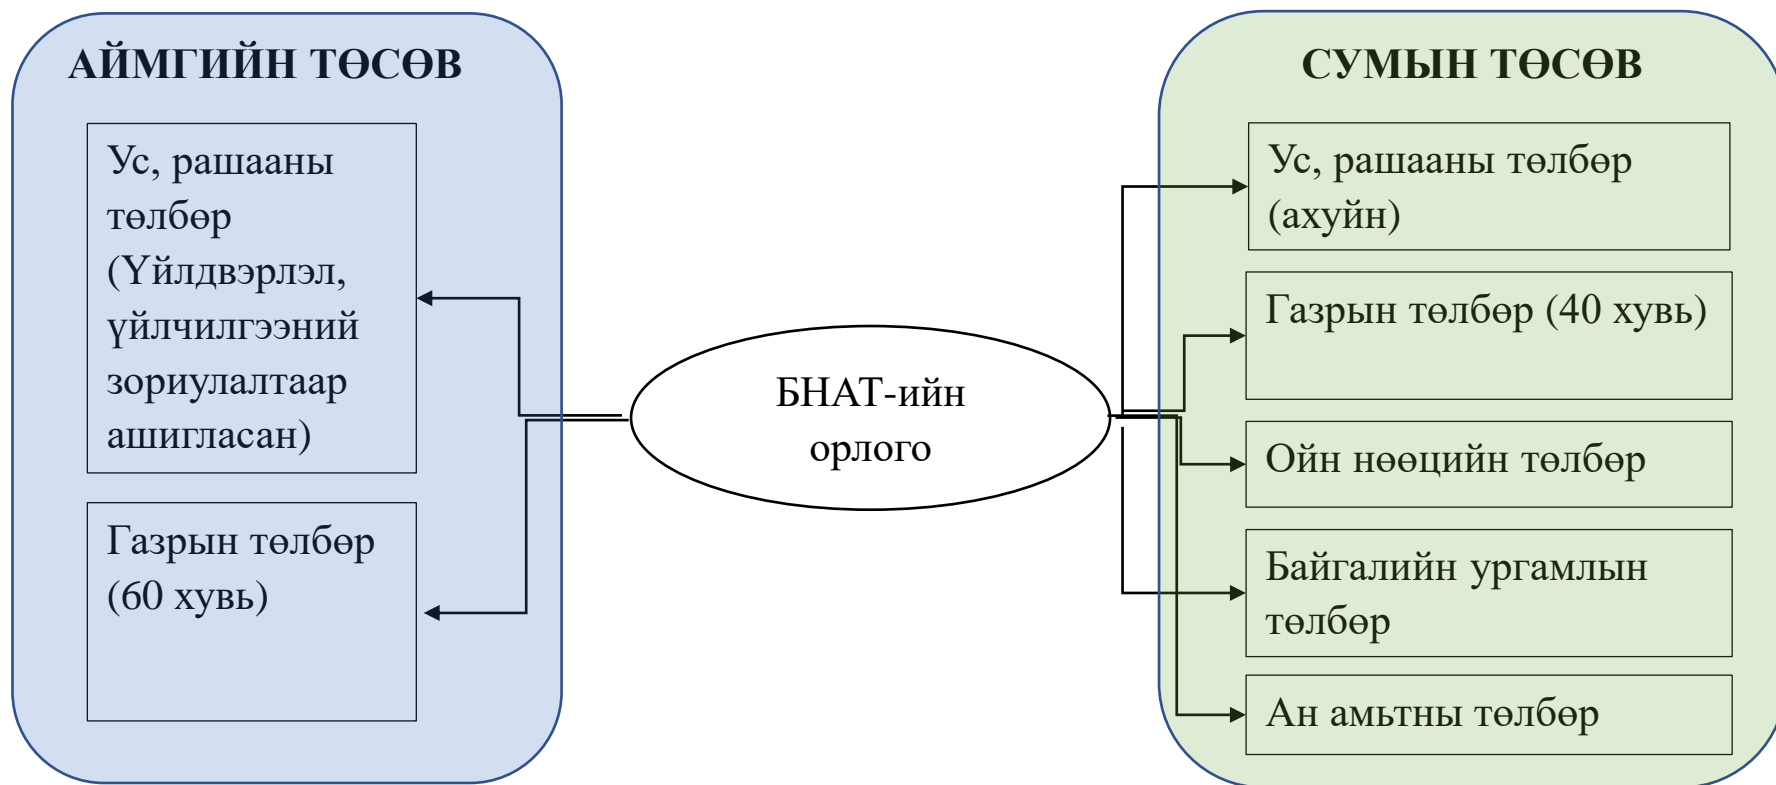 АЙМГИЙН ТӨСӨВ
Ус, рашааны
төлбөр
(Үйлдвэрлэл,
үйлчилгээний
зориулалтаар
ашигласан)
Газрын төлбөр
(60 хувь)
БНАТ-ийн
орлого
СУМЫН ТӨСӨВ
Ус, рашааны төлбөр
(ахуйн)
Газрын төлбөр (40 хувь)
Ойн нөөцийн төлбөр
Байгалийн ургамлын
төлбөр
Ан амьтны төлбөр